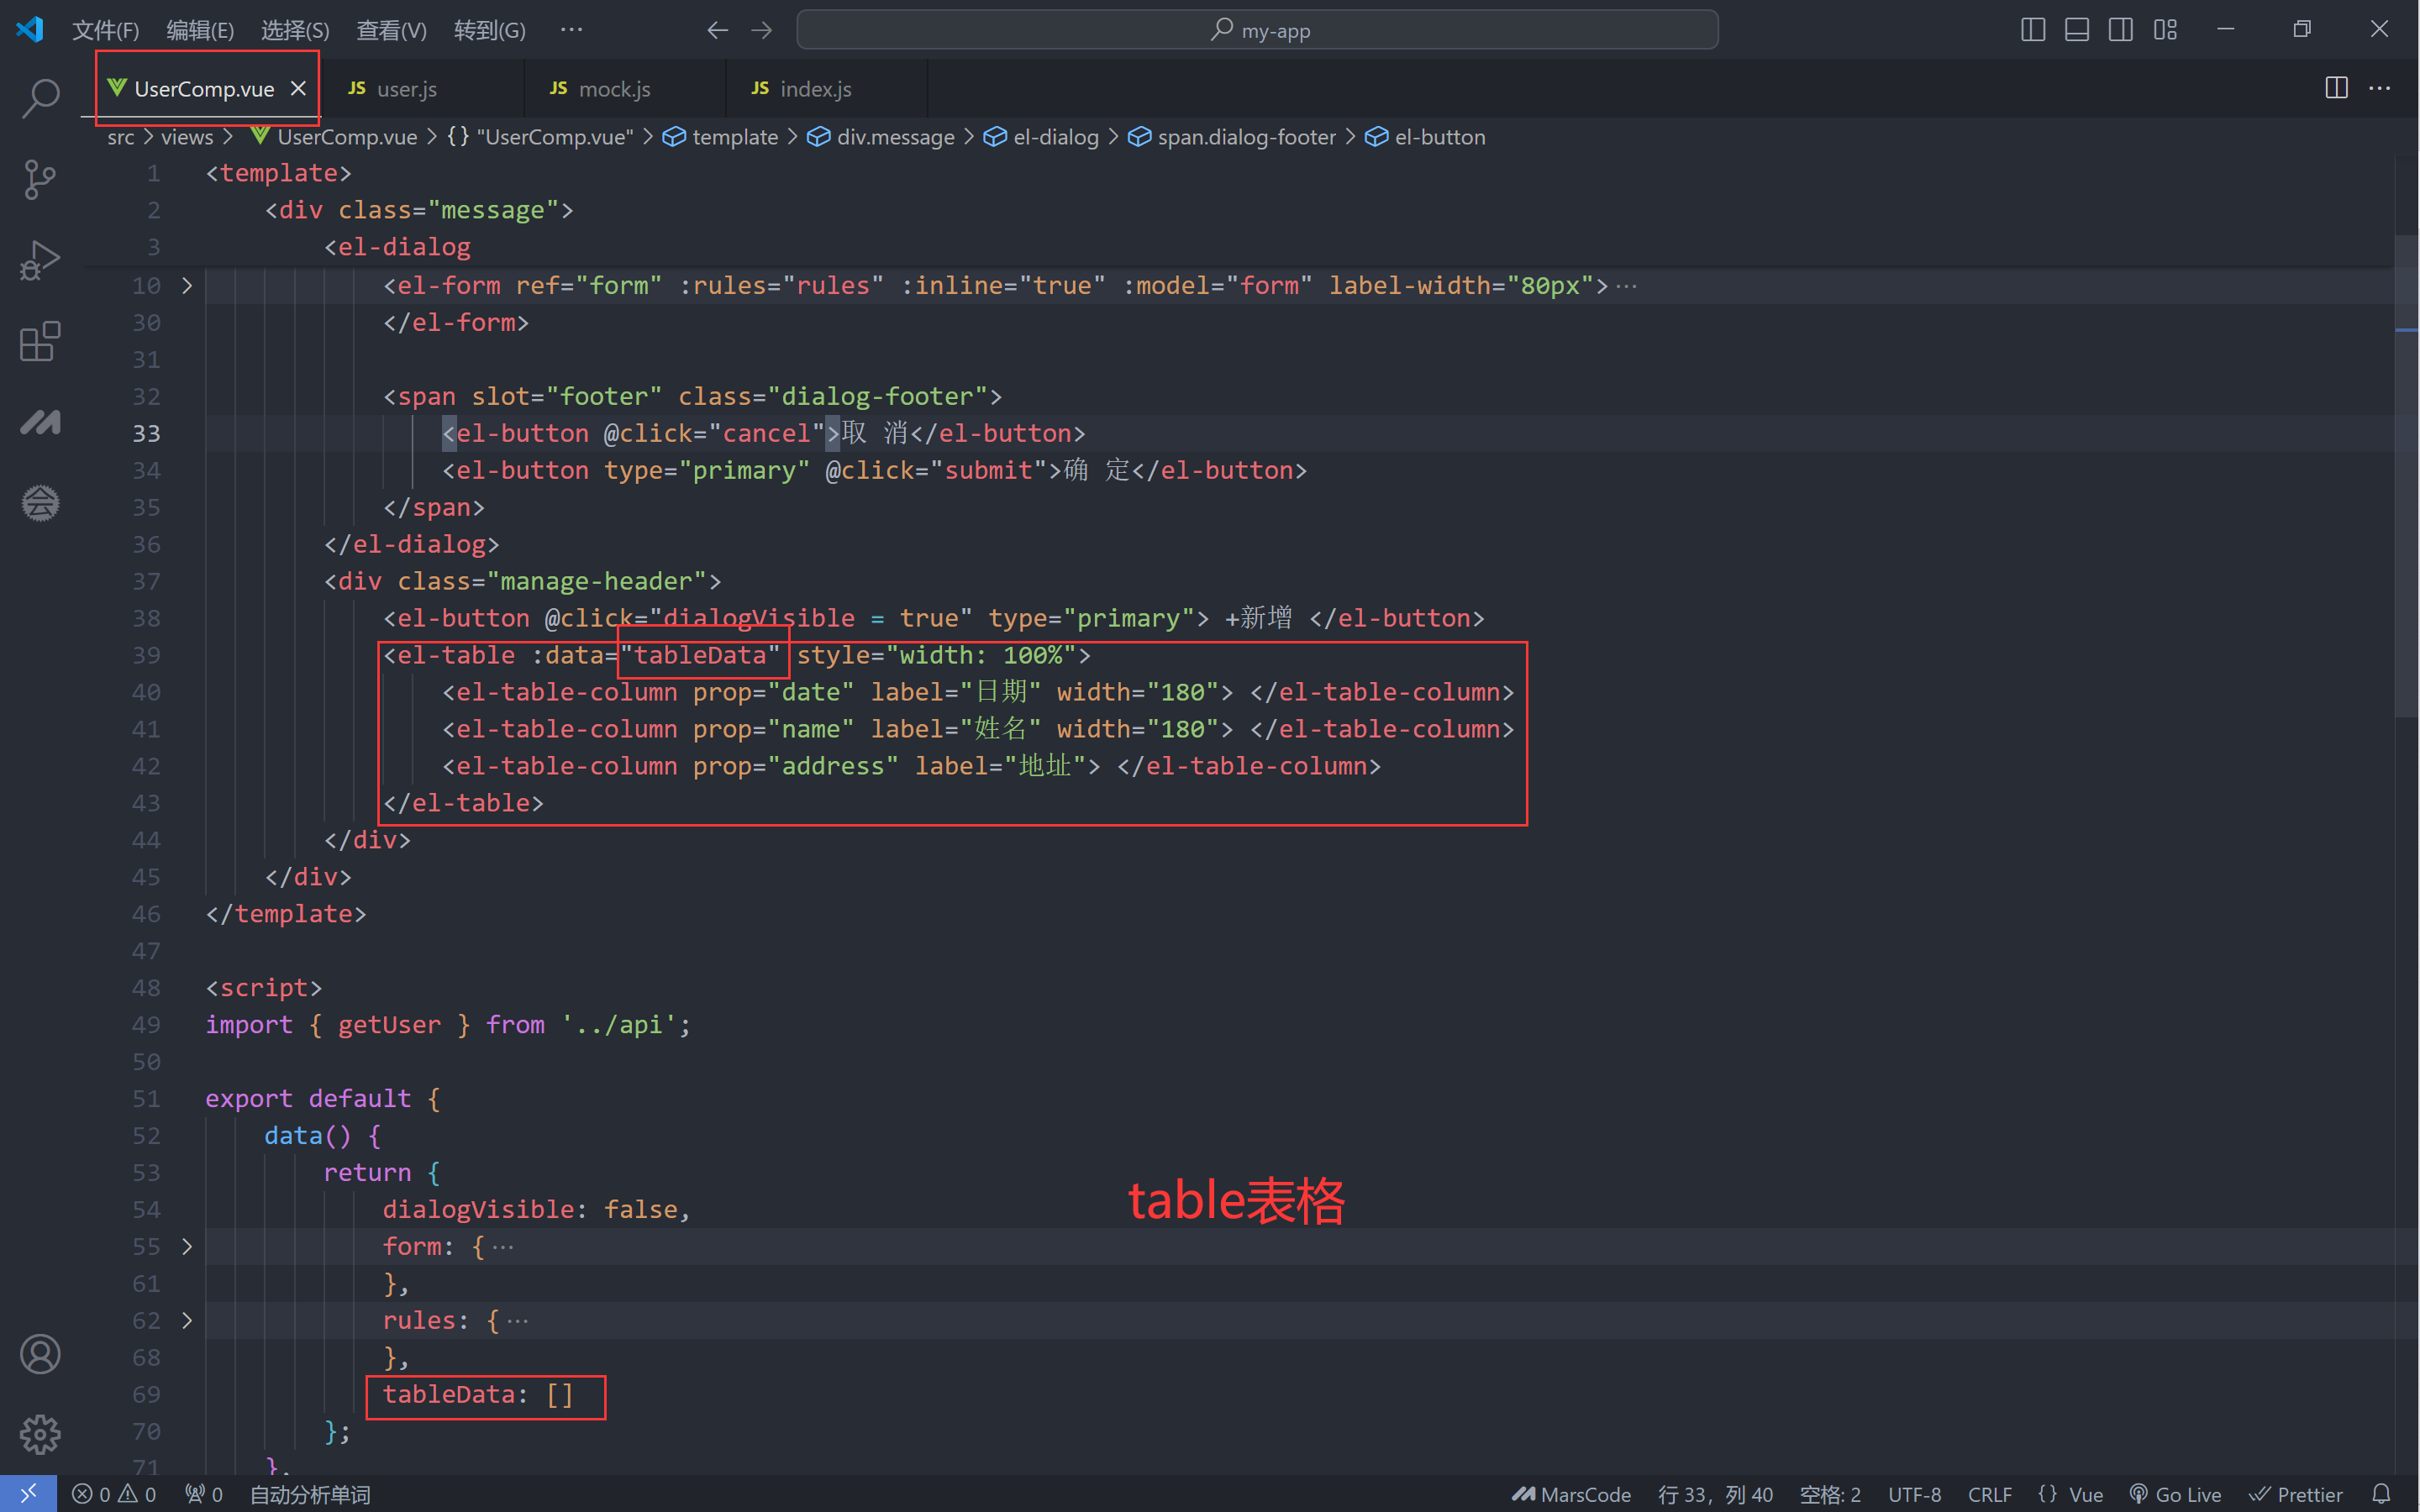 文件(F) 编辑(E) 选择(S) 查看(V) 转到(G) ··· my-app
UserComp.vue JS user.js JS mock.js JS index.js
src > views > UserComp.vue > {} "UserComp.vue" > template > div.message > el-dialog > span.dialog-footer > el-button
1 <template>
2 <div class="message">
3 <el-dialog
10 <el-form ref="form" :rules="rules" :inline="true" :model="form" label-width="80px">···
30 </el-form>
31
32 <span slot="footer" class="dialog-footer">
33 <el-button @click="cancel">取 消</el-button>
34 <el-button type="primary" @click="submit">确 定</el-button>
35 </span>
36 </el-dialog>
37 <div class="manage-header">
38 <el-button @click="dialogVisible = true" type="primary"> +新增 </el-button>
39 <el-table :data="tableData" style="width: 100%">
40 <el-table-column prop="date" label="日期" width="180"> </el-table-column>
41 <el-table-column prop="name" label="姓名" width="180"> </el-table-column>
42 <el-table-column prop="address" label="地址"> </el-table-column>
43 </el-table>
44 </div>
45 </div>
46 </template>
47
48 <script>
49 import { getUser } from '../api';
50
51 export default {
52 data() {
53 return {
54 dialogVisible: false,
table表格
55 form: {···
61 },
62 rules: {···
68 },
69 tableData: []
70 };
71 },
0 0 0 自动分析单词 MarsCode 行 33，列 40 空格: 2 UTF-8 CRLF {} Vue Go Live Prettier